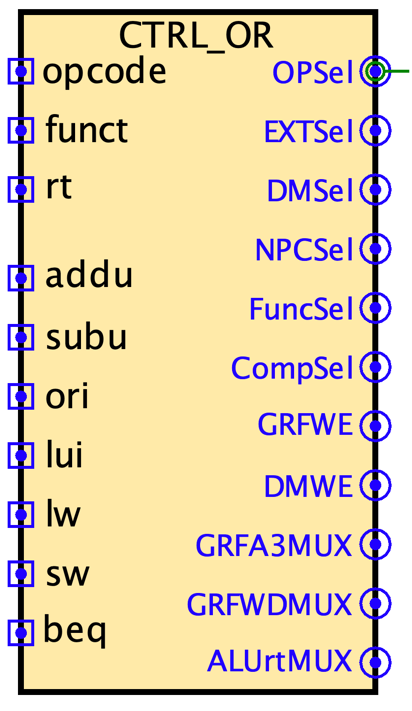 CTRL_OR
opcode OPSel
funct EXTSel
rt DMSel
NPCSel
addu FuncSel
subu CompSel
ori GRFWE
lui DMWE
lw GRFA3MUX
sw GRFWDMUX
beq ALUrtMUX